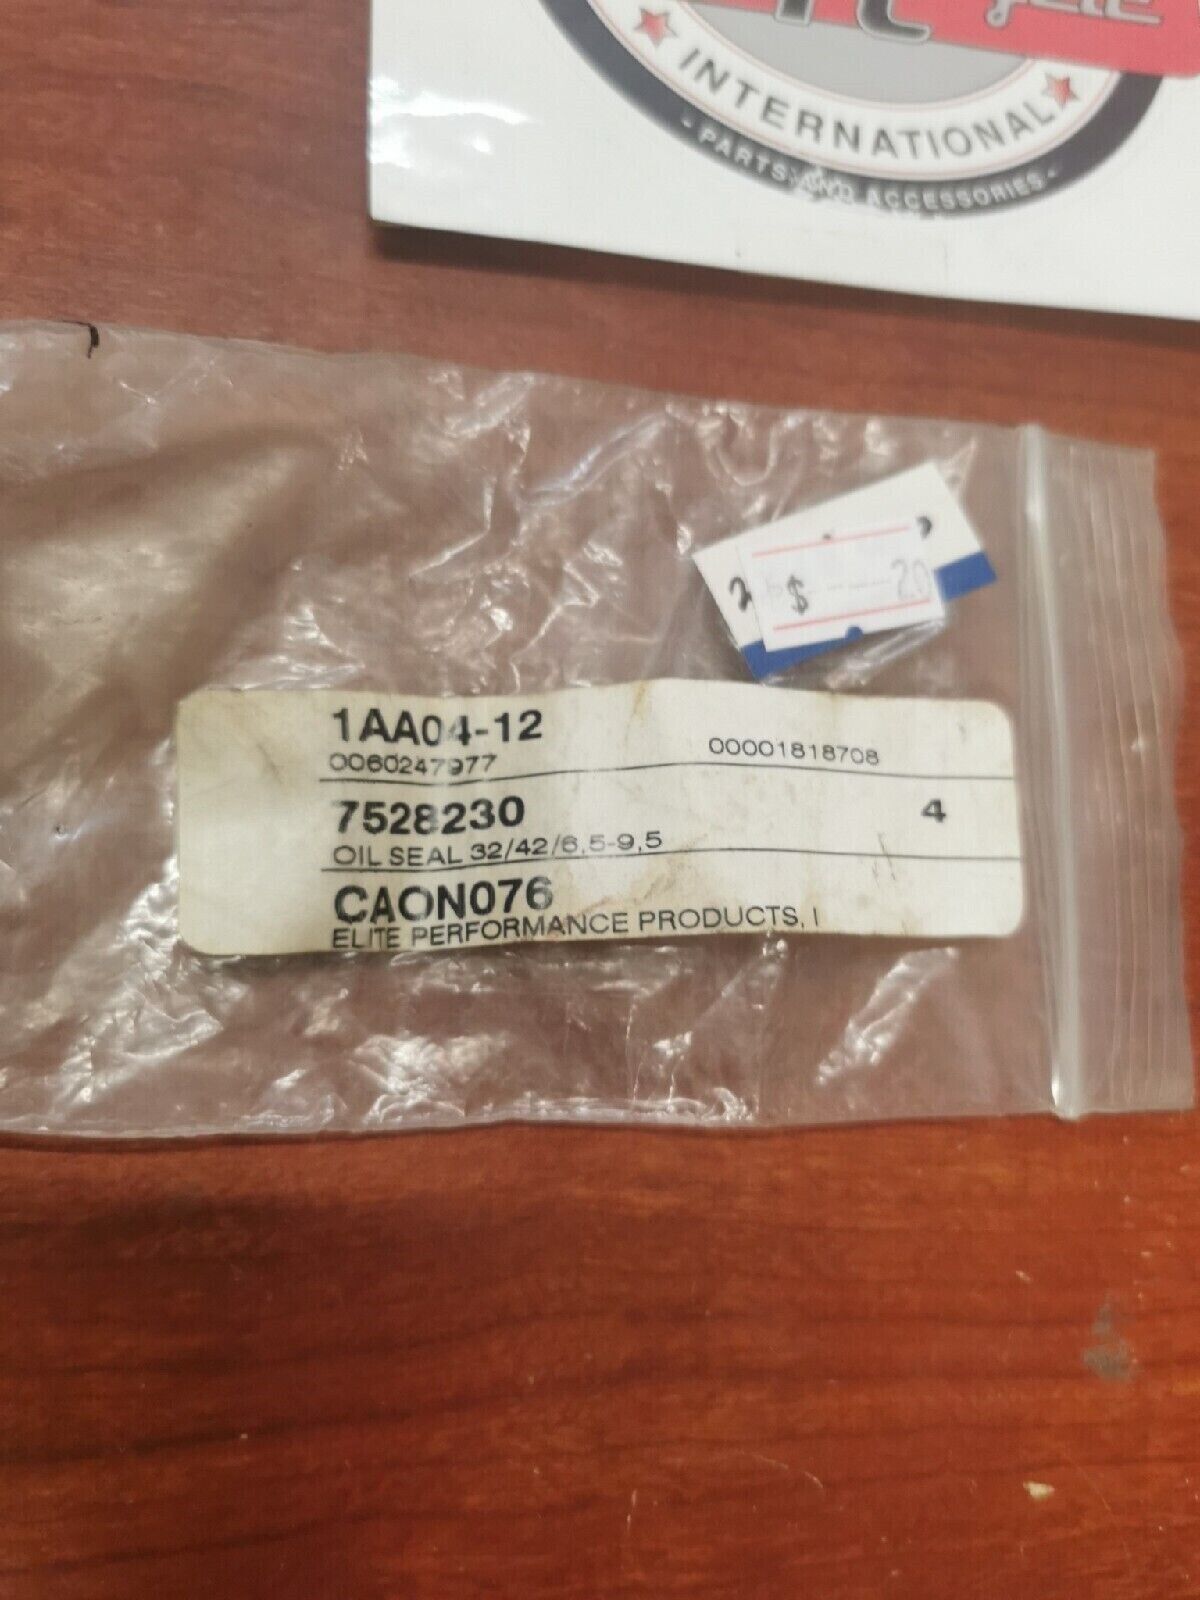 INTERNATIONAL
- PARTS AND ACCESSORIES -
2
$ 20
1AA04-12
0060247977 00001818708
7528230 4
OIL SEAL 32/42/6,5-9,5
CAON076
ELITE PERFORMANCE PRODUCTS, I